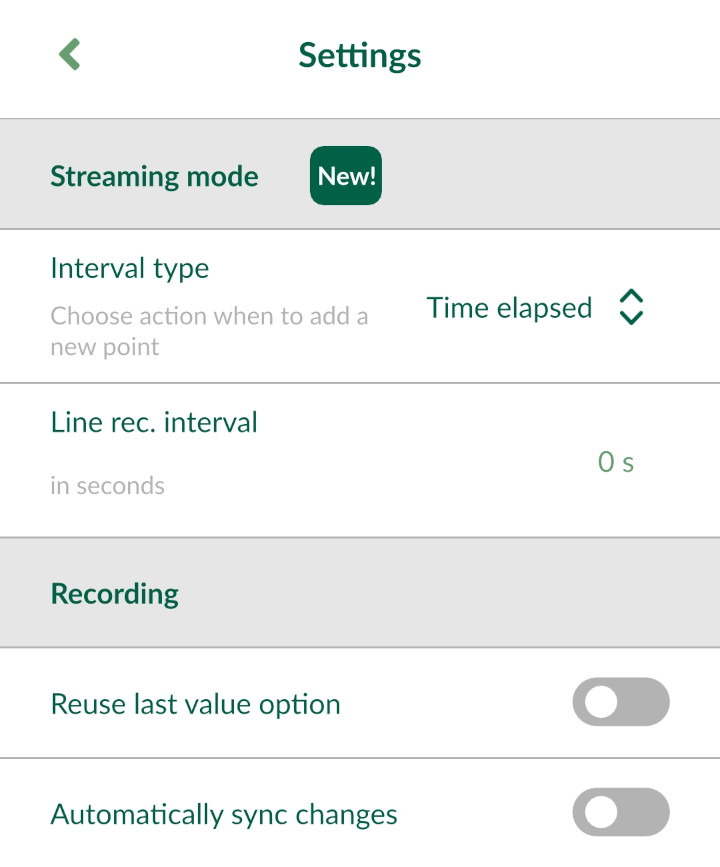 Settings
Streaming mode
New!
Interval type
Choose action when to add a
new point
Time elapsed
Line rec. interval
in seconds
0 s
Recording
Reuse last value option
Automatically sync changes